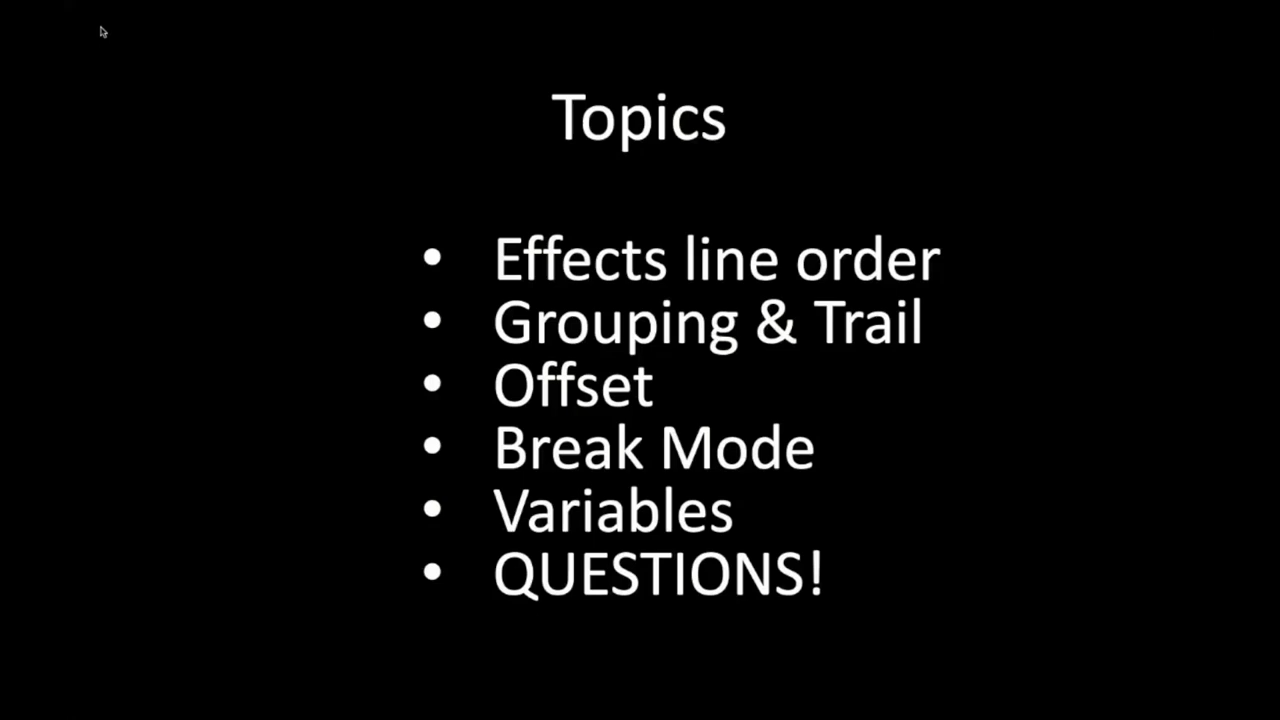 Topics
• Effects line order
• Grouping & Trail
• Offset
• Break Mode
• Variables
• QUESTIONS!